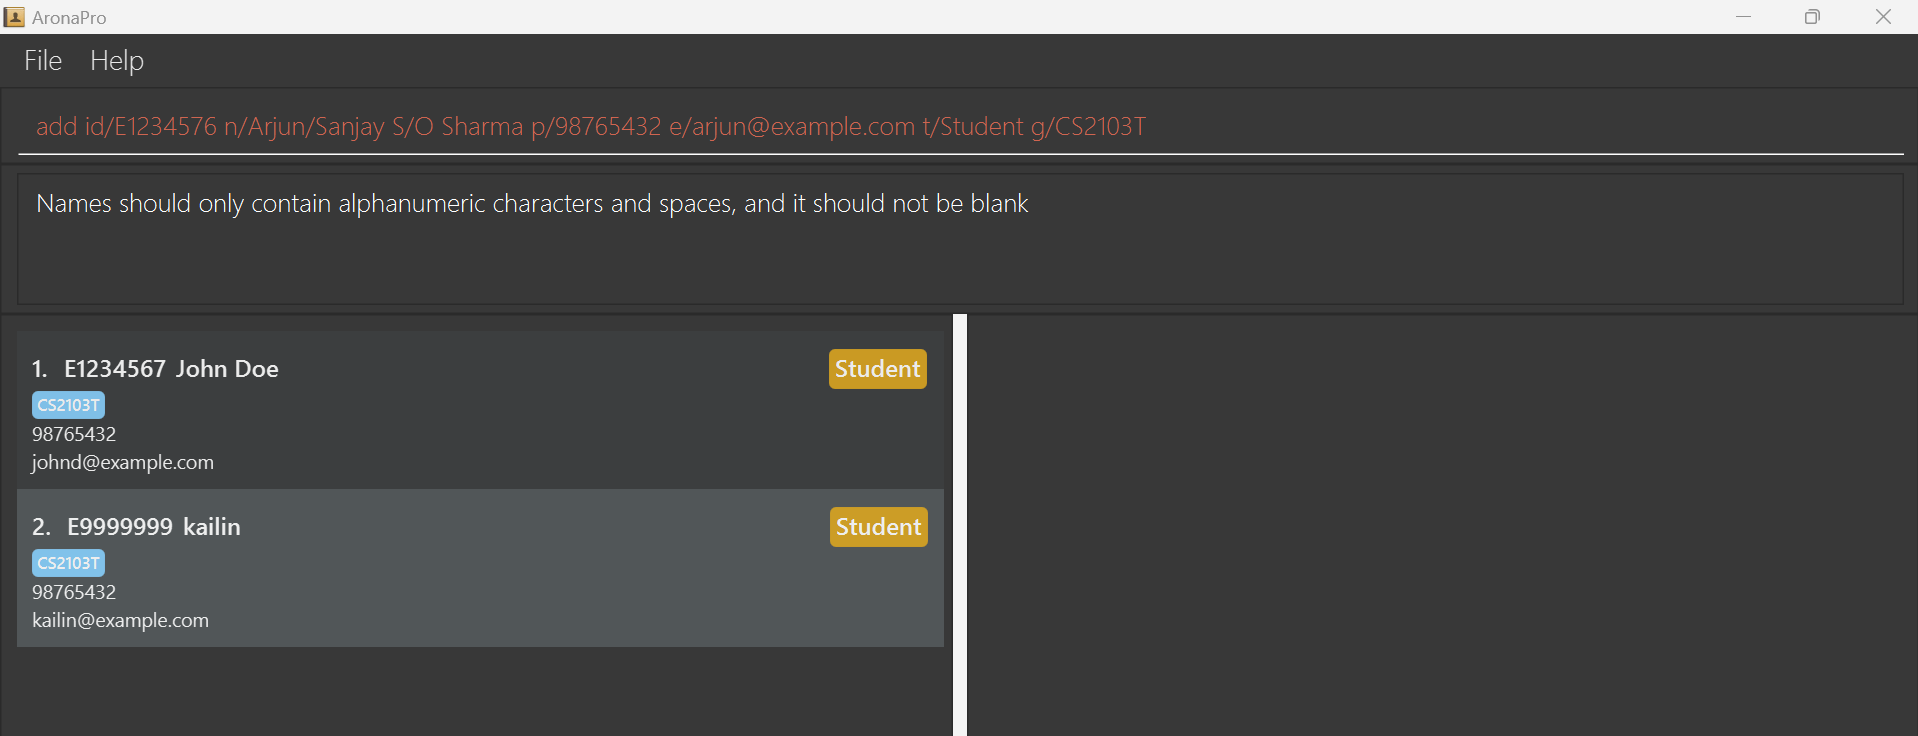 AronaPro
File Help
add id/E1234576 n/Arjun/Sanjay S/O Sharma p/98765432 e/arjun@example.com t/Student g/CS2103T
Names should only contain alphanumeric characters and spaces, and it should not be blank
1. E1234567 John Doe Student
CS2103T
98765432
johnd@example.com
2. E9999999 kailin Student
CS2103T
98765432
kailin@example.com